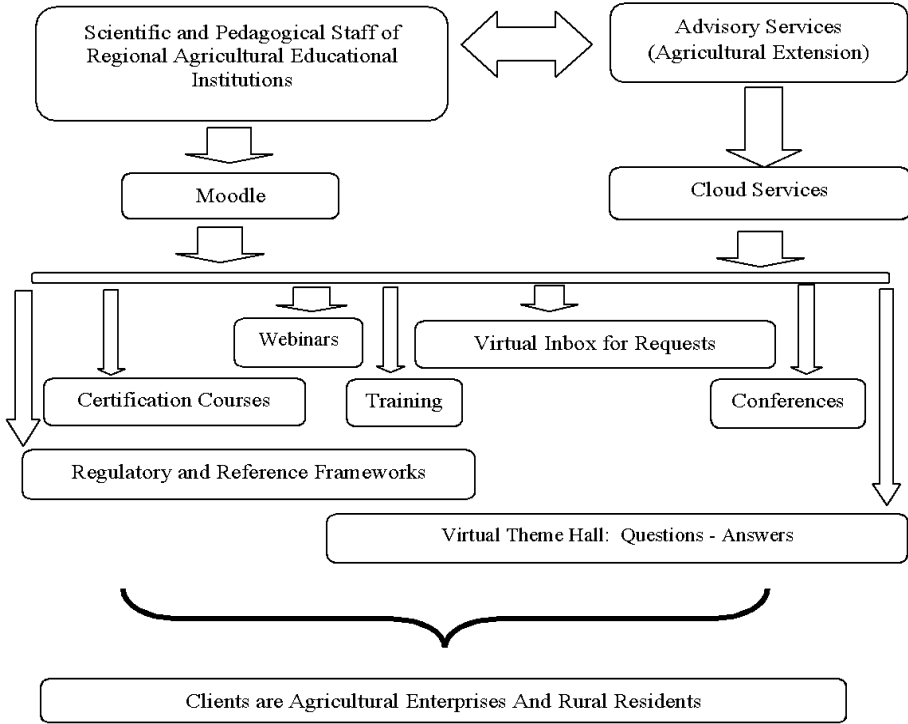 Scientific and Pedagogical Staff of
Regional Agricultural Educational
Institutions
Advisory Services
(Agricultural Extension)
Moodle
Cloud Services
Webinars
Virtual Inbox for Requests
Certification Courses
Training
Conferences
Regulatory and Reference Frameworks
Virtual Theme Hall: Questions - Answers
Clients are Agricultural Enterprises And Rural Residents